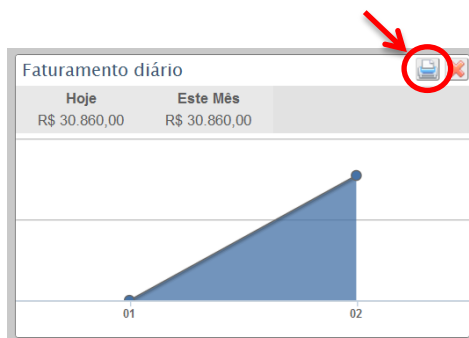 Faturamento diário
Hoje Este Mês
R$ 30.860,00 R$ 30.860,00
01 02